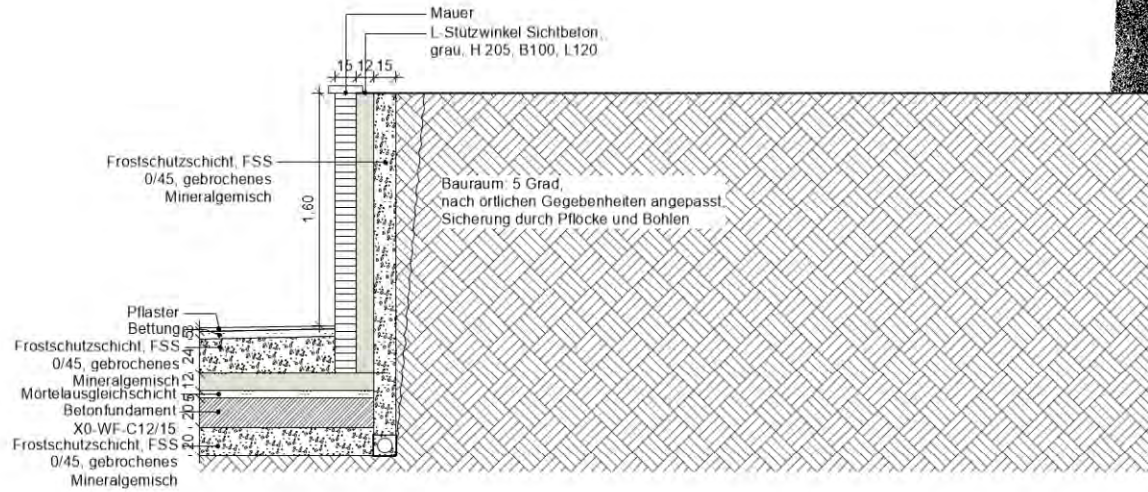 Mauer
L-Stützwinkel Sichtbeton,
grau, H 205, B100, L120
15 12 15
Frostschutzschicht, FSS
0/45, gebrochenes
Mineralgemisch
1,60
Bauraum: 5 Grad,
nach örtlichen Gegebenheiten angepasst
Sicherung durch Pflöcke und Bohlen
Pflaster
Bettung
Frostschutzschicht, FSS
0/45, gebrochenes
Mineralgemisch
Mörtelausgleichschicht
Betonfundament
X0-WF-C12/15
Frostschutzschicht, FSS
0/45, gebrochenes
Mineralgemisch
24
12
5
20
20